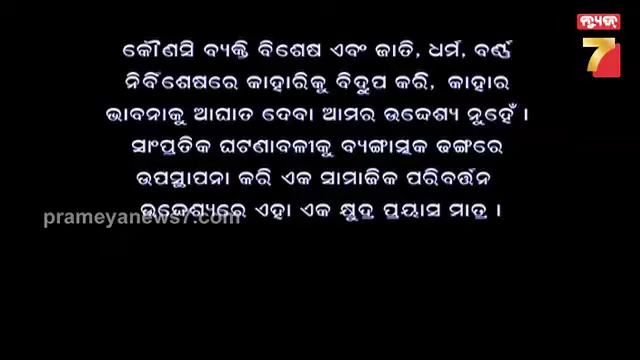 ନ୍ୟୁଜ୍
7
କୌଣସି ବ୍ୟକ୍ତି ବିଶେଷ ଏବଂ ଜାତି, ଧର୍ମ, ବର୍ଣ୍ଣ
ନିର୍ବିଶେଷରେ କାହାରିକୁ ବିଦ୍ରୁପ କରି, କାହାର
ଭାବନାକୁ ଆଘାତ ଦେବା ଆମର ଉଦ୍ଦେଶ୍ୟ ନୁହେଁ ।
ସାଂପ୍ରତିକ ଘଟଣାବଳୀକୁ ବ୍ୟଙ୍ଗାତ୍ମକ ଢଙ୍ଗରେ
ଉପସ୍ଥାପନା କରି ଏକ ସାମାଜିକ ପରିବର୍ତ୍ତନ
ଉଦ୍ଦେଶ୍ୟରେ ଏହା ଏକ କ୍ଷୁଦ୍ର ପ୍ରୟାସ ମାତ୍ର ।
prameyanews7.com